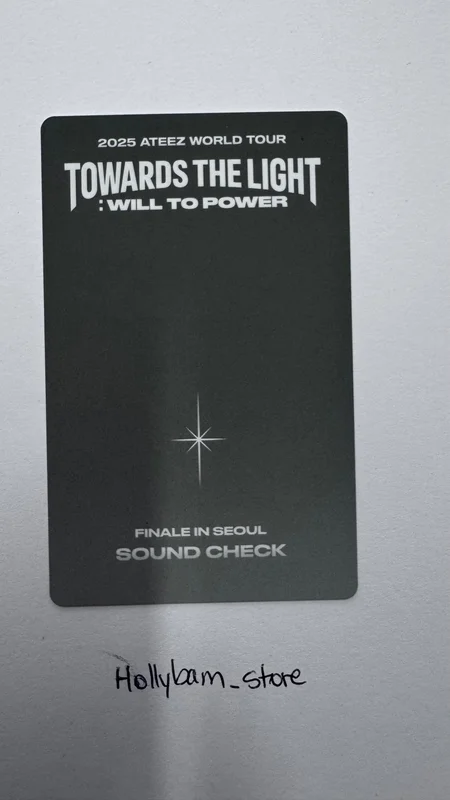 2025 ATEEZ WORLD TOUR
TOWARDS THE LIGHT
: WILL TO POWER
FINALE IN SEOUL
SOUND CHECK
Hollybam_store